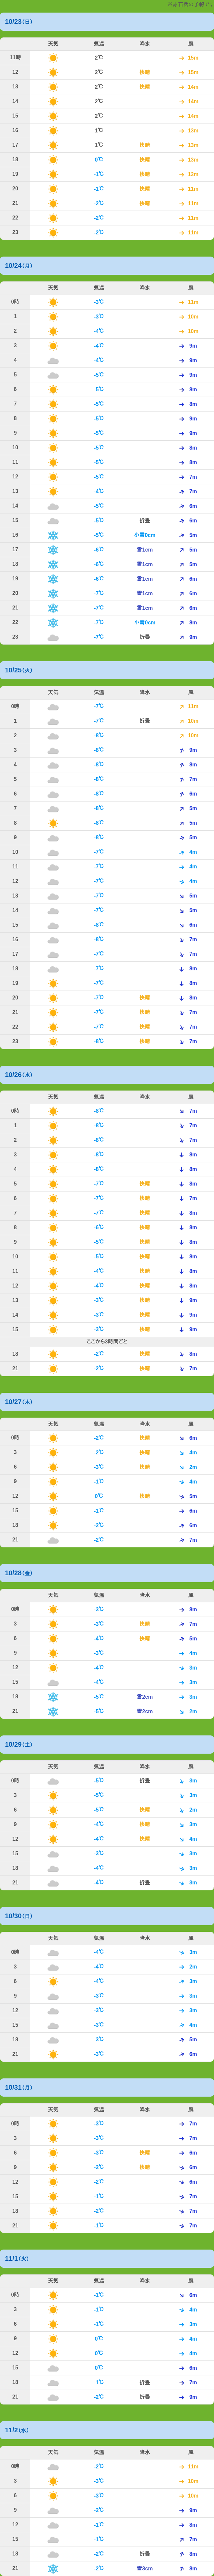 ※承石岳の予報です
10/23(日)
天気 気温 降水 風
11時 2℃ 15m
12 2℃ 快晴 15m
13 2℃ 快晴 14m
14 2℃ 14m
15 2℃ 14m
16 1℃ 13m
17 1℃ 快晴 13m
18 0℃ 快晴 13m
19 -1℃ 快晴 12m
20 -1℃ 快晴 11m
21 -2℃ 快晴 11m
22 -2℃ 11m
23 -2℃ 11m
10/24(月)
天気 気温 降水 風
0時 -3℃ 11m
1 -3℃ 10m
2 -4℃ 10m
3 -4℃ 9m
4 -4℃ 9m
5 -5℃ 9m
6 -5℃ 8m
7 -5℃ 8m
8 -5℃ 9m
9 -5℃ 9m
10 -5℃ 8m
11 -5℃ 8m
12 -5℃ 7m
13 -4℃ 7m
14 -5℃ 6m
15 -5℃ 折曇 6m
16 -5℃ 小雪0cm 5m
17 -6℃ 雪1cm 5m
18 -6℃ 雪1cm 5m
19 -6℃ 雪1cm 6m
20 -7℃ 雪1cm 6m
21 -7℃ 雪1cm 6m
22 -7℃ 小雪0cm 8m
23 -7℃ 折曇 9m
10/25(火)
天気 気温 降水 風
0時 -7℃ 11m
1 -7℃ 折曇 10m
2 -8℃ 10m
3 -8℃ 9m
4 -8℃ 8m
5 -8℃ 7m
6 -8℃ 6m
7 -8℃ 5m
8 -8℃ 5m
9 -8℃ 5m
10 -7℃ 4m
11 -7℃ 4m
12 -7℃ 4m
13 -7℃ 5m
14 -7℃ 5m
15 -8℃ 6m
16 -8℃ 7m
17 -7℃ 7m
18 -7℃ 8m
19 -7℃ 8m
20 -7℃ 快晴 8m
21 -7℃ 快晴 7m
22 -7℃ 快晴 7m
23 -8℃ 快晴 7m
10/26(水)
天気 気温 降水 風
0時 -8℃ 7m
1 -8℃ 7m
2 -8℃ 7m
3 -8℃ 8m
4 -8℃ 8m
5 -7℃ 快晴 8m
6 -7℃ 快晴 7m
7 -7℃ 快晴 8m
8 -6℃ 快晴 8m
9 -5℃ 快晴 8m
10 -5℃ 快晴 8m
11 -4℃ 快晴 8m
12 -4℃ 快晴 8m
13 -3℃ 快晴 9m
14 -3℃ 快晴 9m
15 -3℃ 快晴 9m
ここから3時間ごと
18 -2℃ 快晴 8m
21 -2℃ 快晴 7m
10/27(木)
天気 気温 降水 風
0時 -2℃ 快晴 6m
3 -2℃ 快晴 4m
6 -3℃ 快晴 2m
9 -1℃ 4m
12 0℃ 快晴 5m
15 -1℃ 6m
18 -2℃ 6m
21 -2℃ 7m
10/28(金)
天気 気温 降水 風
0時 -3℃ 8m
3 -3℃ 快晴 7m
6 -4℃ 快晴 5m
9 -3℃ 4m
12 -4℃ 3m
15 -4℃ 3m
18 -5℃ 雪2cm 3m
21 -5℃ 雪2cm 2m
10/29(土)
天気 気温 降水 風
0時 -5℃ 折曇 3m
3 -5℃ 3m
6 -5℃ 快晴 2m
9 -4℃ 快晴 3m
12 -4℃ 快晴 4m
15 -3℃ 3m
18 -4℃ 3m
21 -4℃ 折曇 3m
10/30(日)
天気 気温 降水 風
0時 -4℃ 3m
3 -4℃ 2m
6 -4℃ 3m
9 -3℃ 3m
12 -3℃ 3m
15 -3℃ 4m
18 -3℃ 5m
21 -3℃ 6m
10/31(月)
天気 気温 降水 風
0時 -3℃ 7m
3 -3℃ 7m
6 -3℃ 快晴 6m
9 -2℃ 快晴 6m
12 -2℃ 6m
15 -1℃ 7m
18 -2℃ 7m
21 -1℃ 7m
11/1(火)
天気 気温 降水 風
0時 -1℃ 6m
3 -1℃ 4m
6 -1℃ 3m
9 0℃ 4m
12 0℃ 4m
15 0℃ 6m
18 -1℃ 折曇 7m
21 -2℃ 折曇 9m
11/2(水)
天気 気温 降水 風
0時 -2℃ 11m
3 -3℃ 10m
6 -3℃ 10m
9 -2℃ 9m
12 -1℃ 8m
15 -1℃ 7m
18 -2℃ 折曇 8m
21 -2℃ 雪3cm 8m